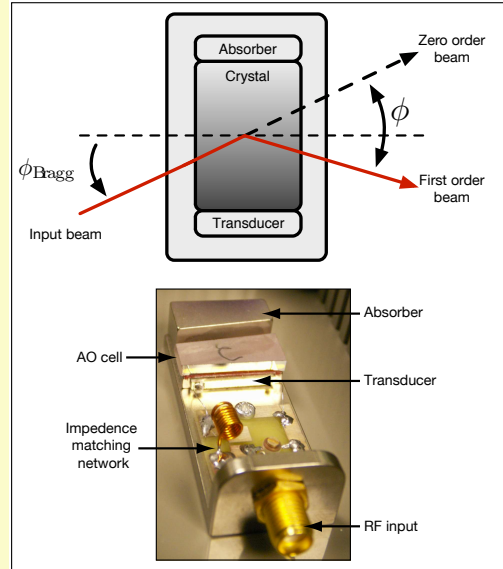 Absorber
Crystal
Transducer
Zero order
beam
ϕ
ϕBragg
First order
beam
Input beam
Absorber
AO cell
Transducer
Impedence
matching
network
RF input